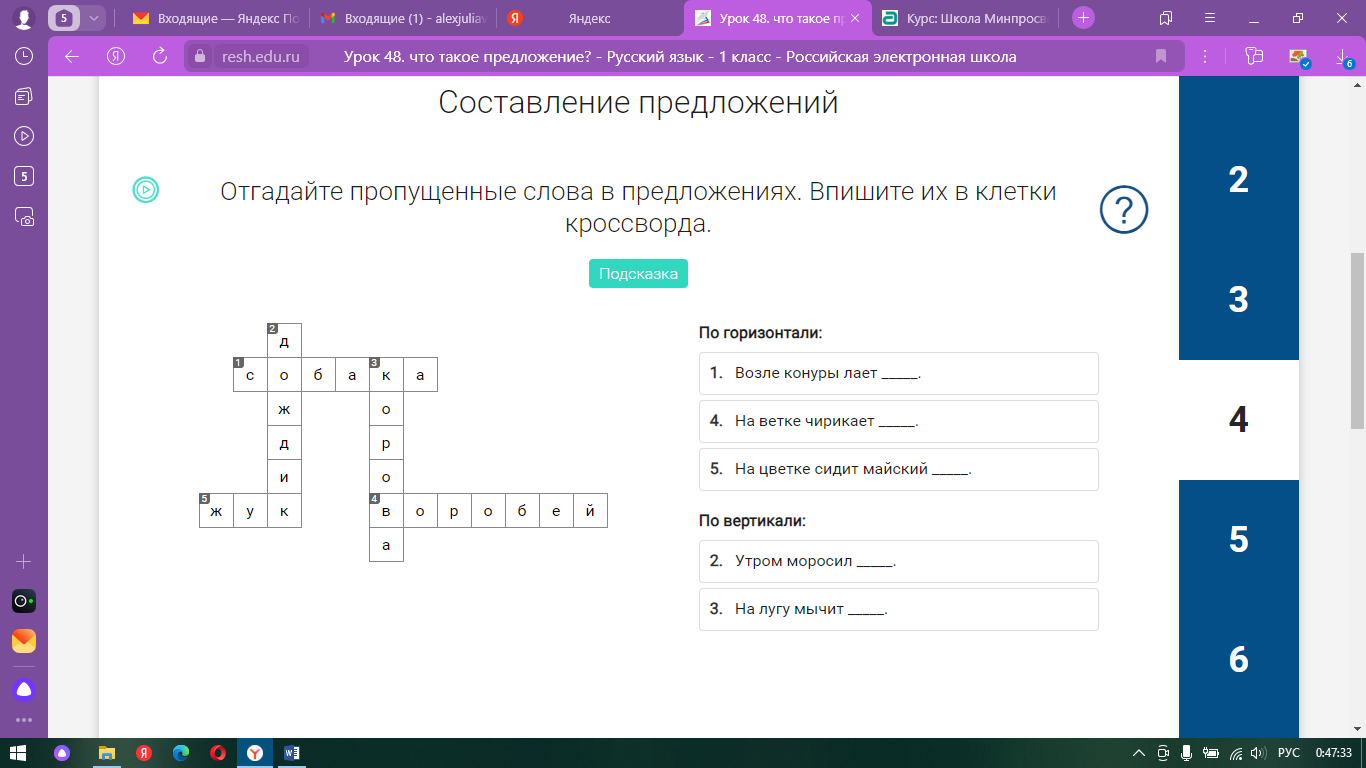 5
Входящие — Яндекс По
Входящие (1) - alexjuliav
Яндекс
Урок 48. что такое пр
Курс: Школа Минпросв
resh.edu.ru
Урок 48. что такое предложение? - Русский язык - 1 класс - Российская электронная школа
6
5
Составление предложений
Отгадайте пропущенные слова в предложениях. Впишите их в клетки
кроссворда.
?
Подсказка
2
д
1 с о б а 3 к а
ж о
д р
и о
5 ж у к 4 в о р о б е й
а
По горизонтали:
1. Возле конуры лает _____.
4. На ветке чирикает _____.
5. На цветке сидит майский _____.
По вертикали:
2. Утром моросил _____.
3. На лугу мычит _____.
2
3
4
5
6
РУС
0:47:33